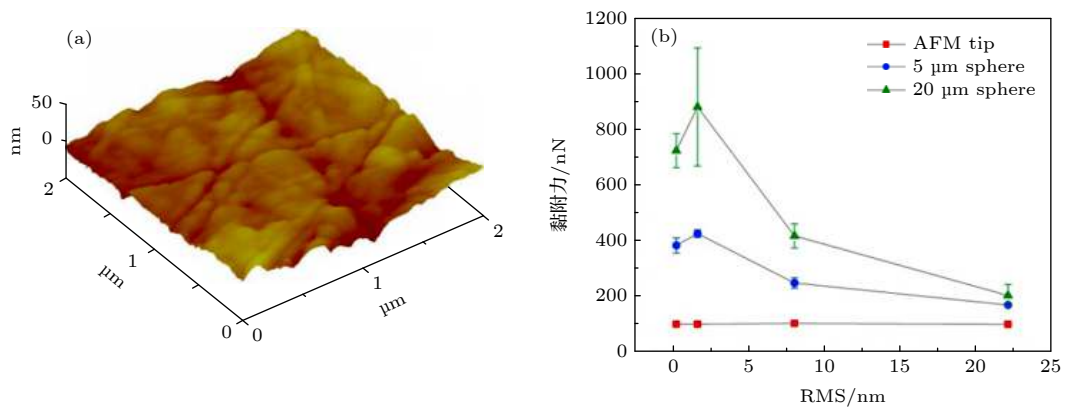 (a)
50
0
nm
2
1
0
µm
0
1
2
µm
(b)
1200
1000
800
600
400
200
0
黏附力/nN
AFM tip
5 µm sphere
20 µm sphere
0
5
10
15
20
25
RMS/nm